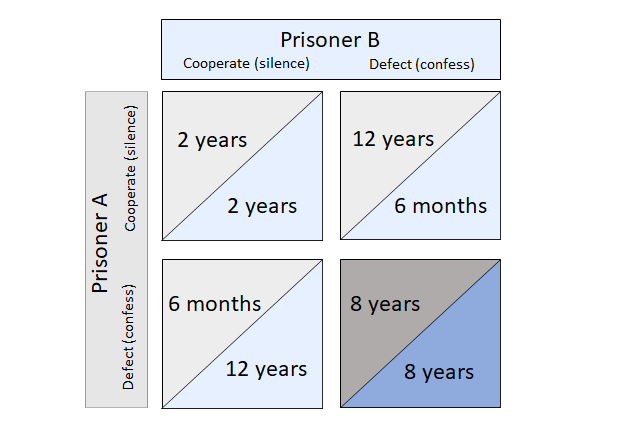 Prisoner B
Cooperate (silence)
Defect (confess)
Prisoner A
Cooperate (silence)
Defect (confess)
2 years
2 years
12 years
6 months
6 months
12 years
8 years
8 years